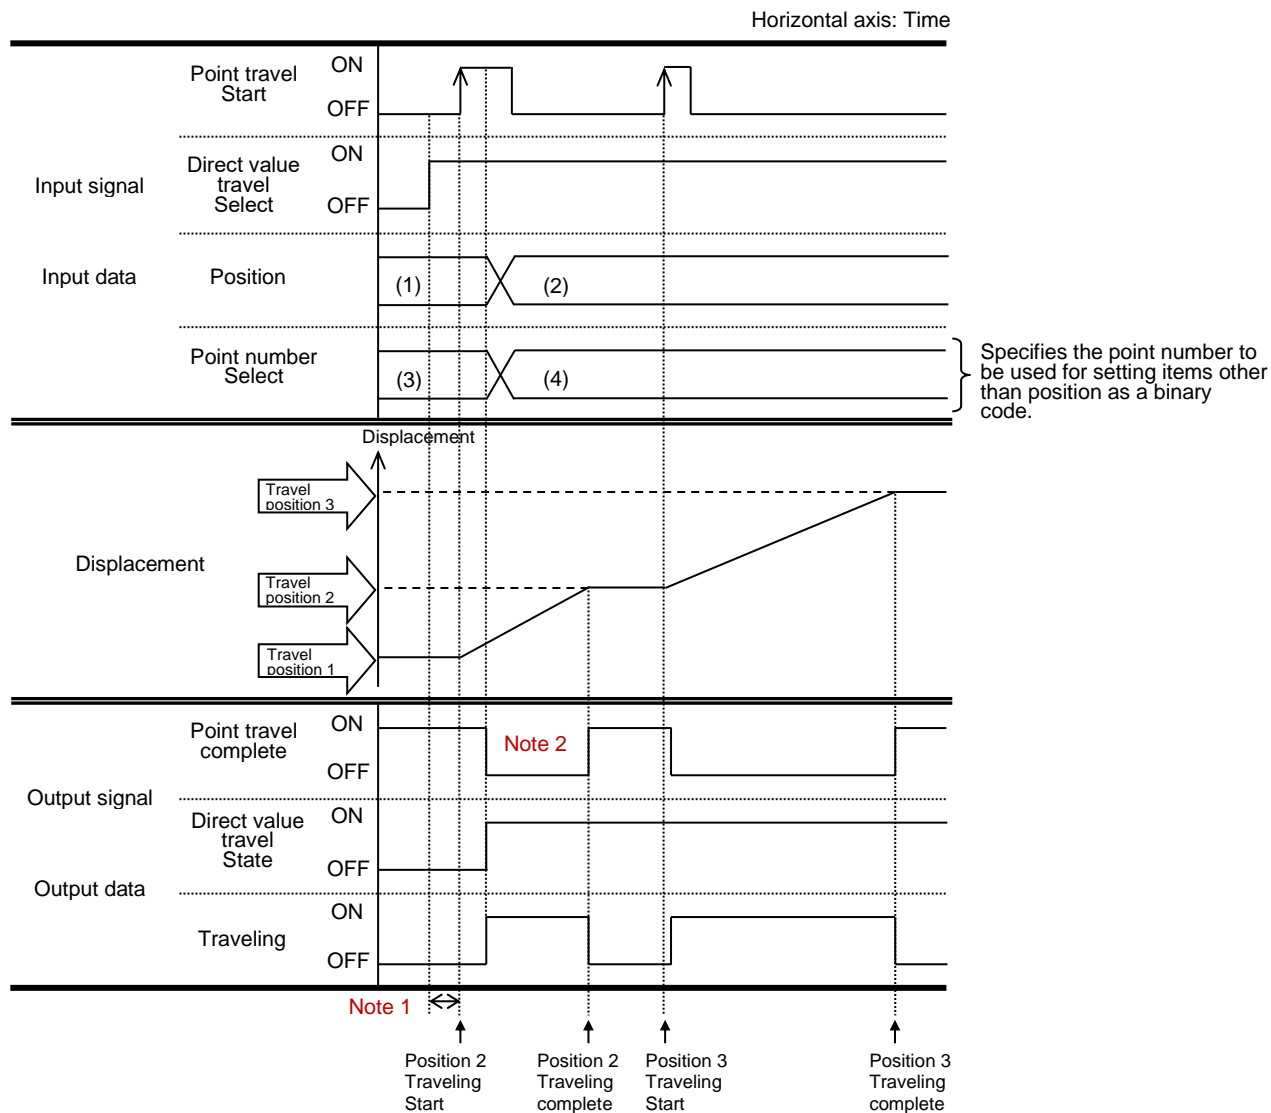 Horizontal axis: Time
Point travel
Start
ON
OFF
Input signal
Direct value
travel
Select
ON
OFF
Input data
Position
(1)
(2)
Point number
Select
(3)
(4)
Specifies the point number to
be used for setting items other
than position as a binary
code.
Displacement
Displacement
Travel
position 3
Travel
position 2
Travel
position 1
Point travel
complete
ON
OFF
Note 2
Output signal
Direct value
travel
State
ON
OFF
Output data
Traveling
ON
OFF
Note 1
Position 2
Traveling
Start
Position 2
Traveling
complete
Position 3
Traveling
Start
Position 3
Traveling
complete